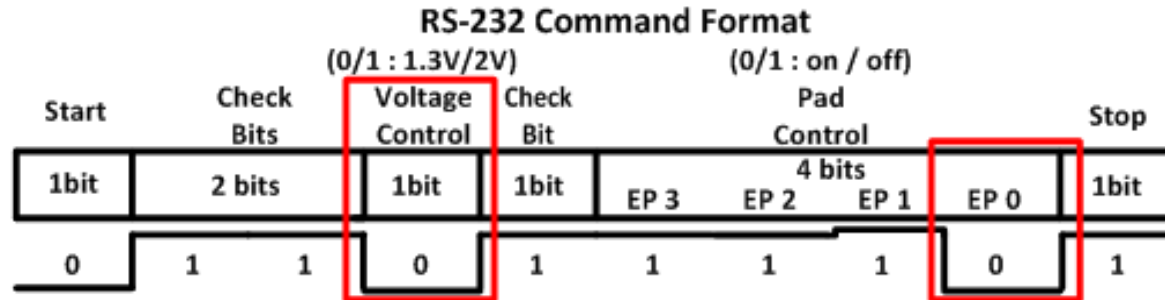 RS-232 Command Format
(0/1 : 1.3V/2V) (0/1 : on / off)
Start Check Bits Voltage Control Check Bit Pad Control Stop
1bit 2 bits 1bit 1bit 4 bits 1bit
EP 3 EP 2 EP 1 EP 0
0 1 1 0 1 1 1 1 0 1